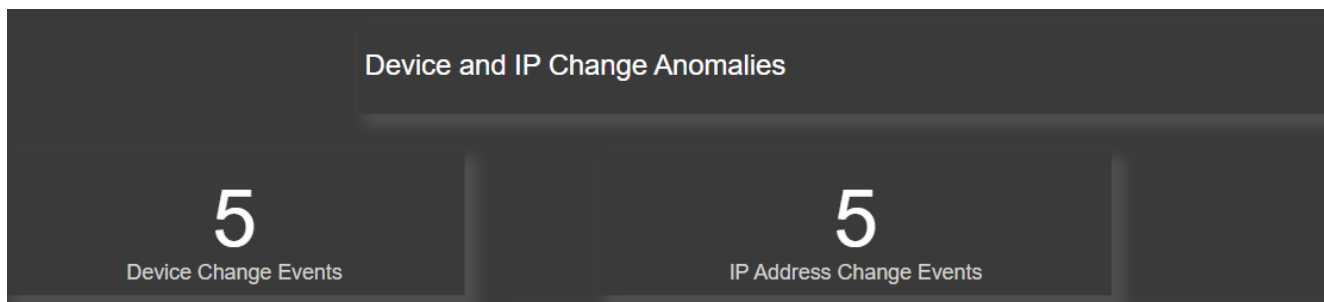 Device and IP Change Anomalies
5
Device Change Events
5
IP Address Change Events